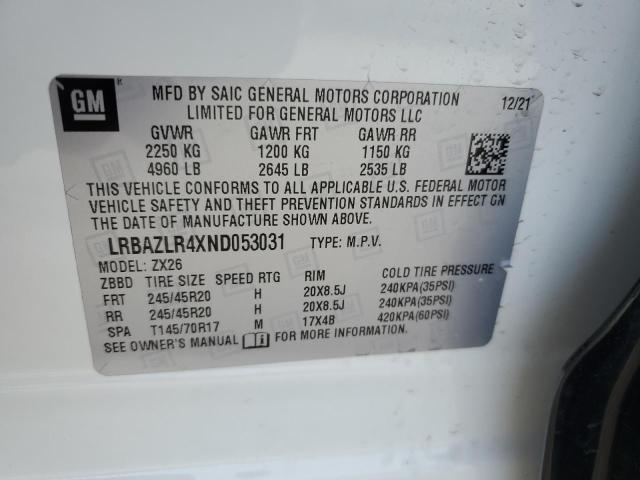 GM
MFD BY SAIC GENERAL MOTORS CORPORATION 12/21
LIMITED FOR GENERAL MOTORS LLC
GVWR GAWR FRT GAWR RR
2250 KG 1200 KG 1150 KG
4960 LB 2645 LB 2535 LB
THIS VEHICLE CONFORMS TO ALL APPLICABLE U.S. FEDERAL MOTOR
VEHICLE SAFETY AND THEFT PREVENTION STANDARDS IN EFFECT ON
THE DATE OF MANUFACTURE SHOWN ABOVE.
LRBAZLR4XND053031 TYPE: M.P.V.
MODEL: ZX26
ZBBD TIRE SIZE SPEED RTG RIM COLD TIRE PRESSURE
FRT 245/45R20 H 20X8.5J 240KPA(35PSI)
RR 245/45R20 H 20X8.5J 240KPA(35PSI)
SPA T145/70R17 M 17X4B 420KPA(60PSI)
SEE OWNER'S MANUAL FOR MORE INFORMATION